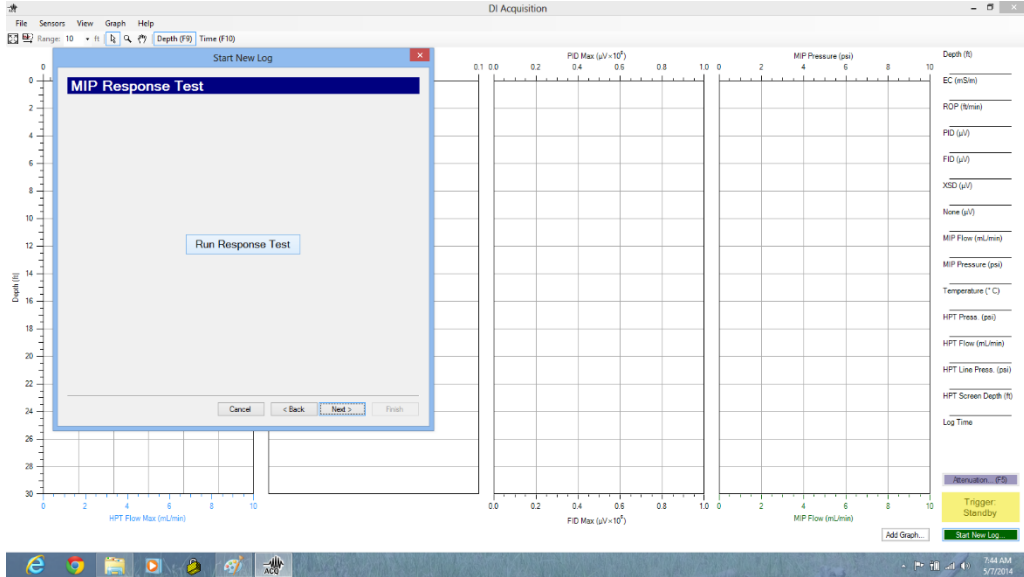 DI Acquisition
File Sensors View Graph Help
Range: 10 ft Depth (F9) Time (F10)
Start New Log
MIP Response Test
Run Response Test
Cancel < Back Next > Finish
0
0.1
PID Max (µV×10⁶)
0.0 0.2 0.4 0.6 0.8 1.0
MIP Pressure (psi)
0 2 4 6 8 10
Depth (ft)
0
2
4
6
8
10
12
14
16
18
20
22
24
26
28
30
0 2 4 6 8 10
HPT Flow Max (mL/min)
0.0 0.2 0.4 0.6 0.8 1.0
FID Max (µV×10⁶)
0 2 4 6 8 10
MIP Flow (mL/min)
Depth (ft)
EC (mS/m)
ROP (ft/min)
PID (µV)
FID (µV)
XSD (µV)
None (µV)
MIP Flow (mL/min)
MIP Pressure (psi)
Temperature (° C)
HPT Press. (psi)
HPT Flow (mL/min)
HPT Line Press. (psi)
HPT Screen Depth (ft)
Log Time
Attenuation... (F5)
Trigger:
Standby
Add Graph... Start New Log...
ACQ
7:44 AM
5/7/2014